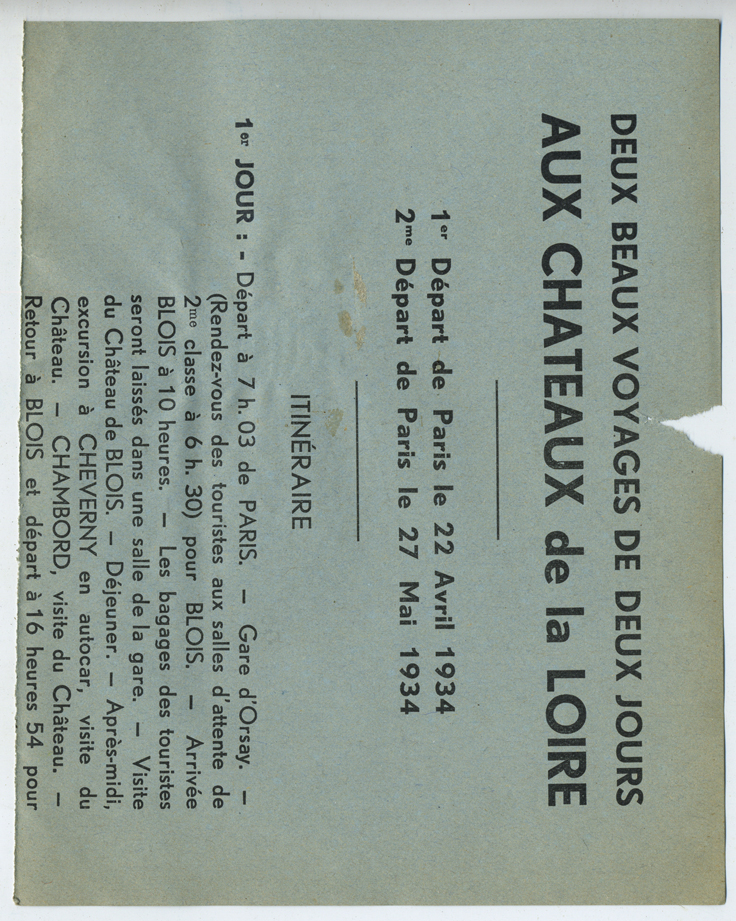 DEUX BEAUX VOYAGES DE DEUX JOURS
AUX CHATEAUX de la LOIRE
1er Départ de Paris le 22 Avril 1934
2me Départ de Paris le 27 Mai 1934
ITINÉRAIRE
1er JOUR : - Départ à 7 h. 03 de PARIS. — Gare d'Orsay. —
(Rendez-vous des touristes aux salles d'attente de
2me classe à 6 h. 30) pour BLOIS. — Arrivée
BLOIS à 10 heures. — Les bagages des touristes
seront laissés dans une salle de la gare. — Visite
du Château de BLOIS. — Déjeuner. — Après-midi,
excursion à CHEVERNY en autocar, visite du
Château. — CHAMBORD, visite du Château. —
Retour à BLOIS et départ à 16 heures 54 pour